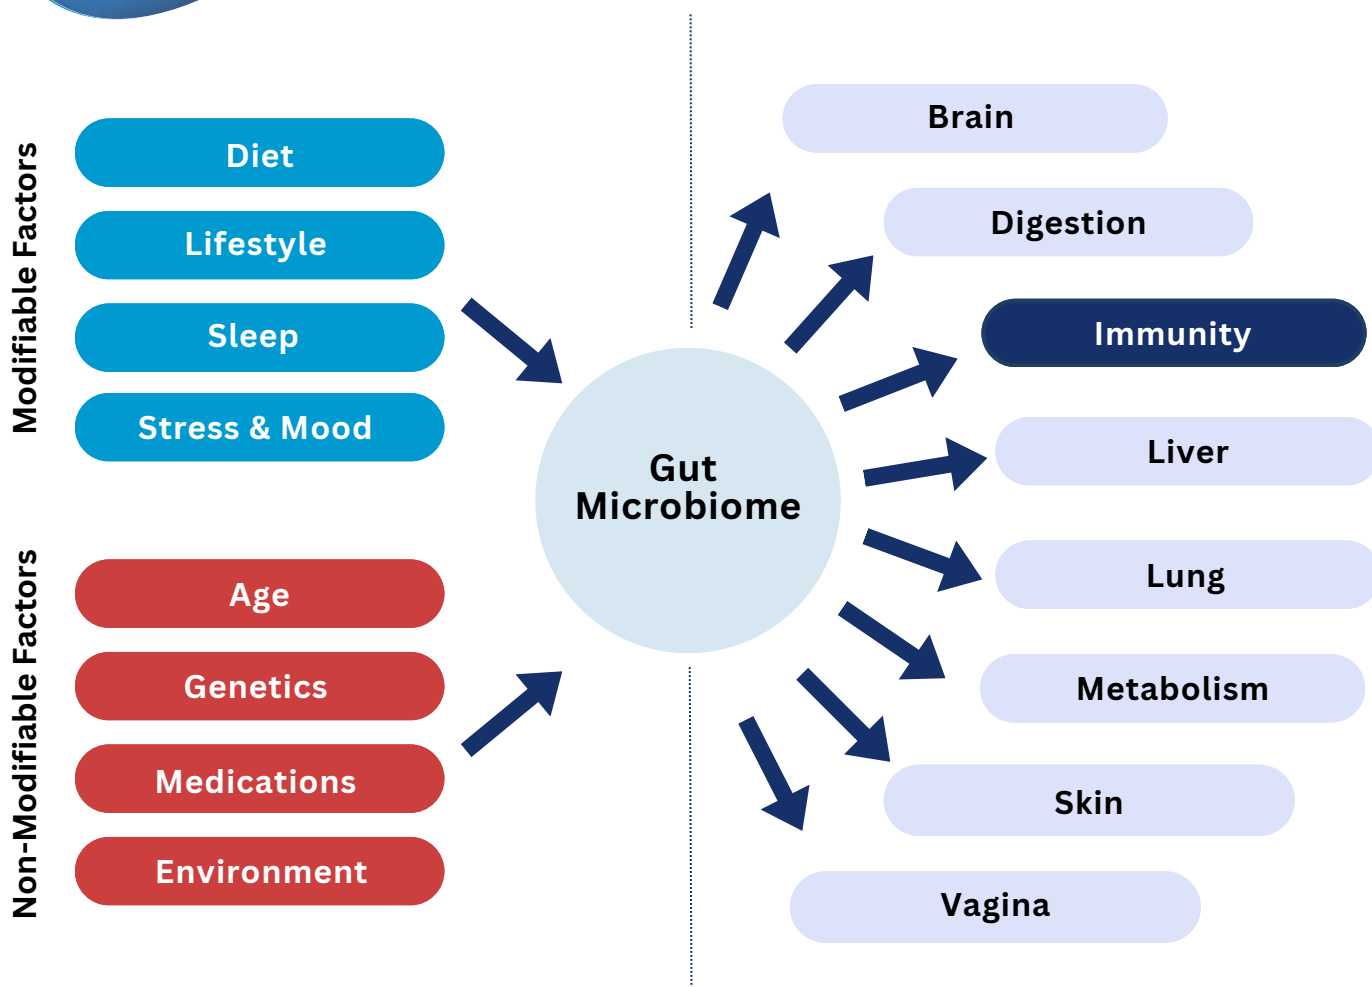 Modifiable Factors
Diet
Lifestyle
Sleep
Stress & Mood
Non-Modifiable Factors
Age
Genetics
Medications
Environment
Gut
Microbiome
Brain
Digestion
Immunity
Liver
Lung
Metabolism
Skin
Vagina